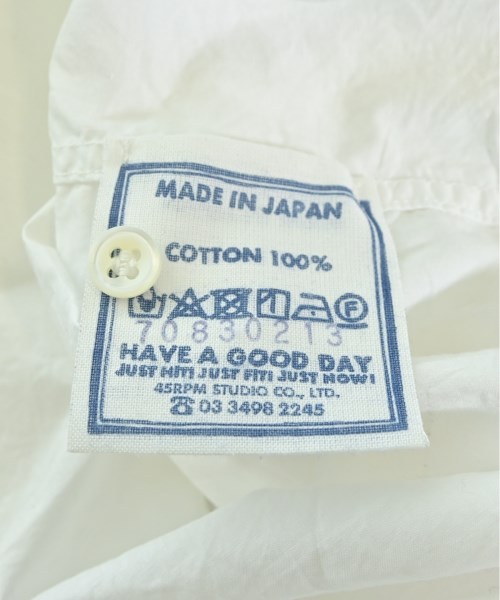 MADE IN JAPAN
COTTON 100%
F
70830213
HAVE A GOOD DAY
JUST HIT! JUST FIT! JUST NOW!
45RPM STUDIO CO., LTD.
☎ 03 3498 2245